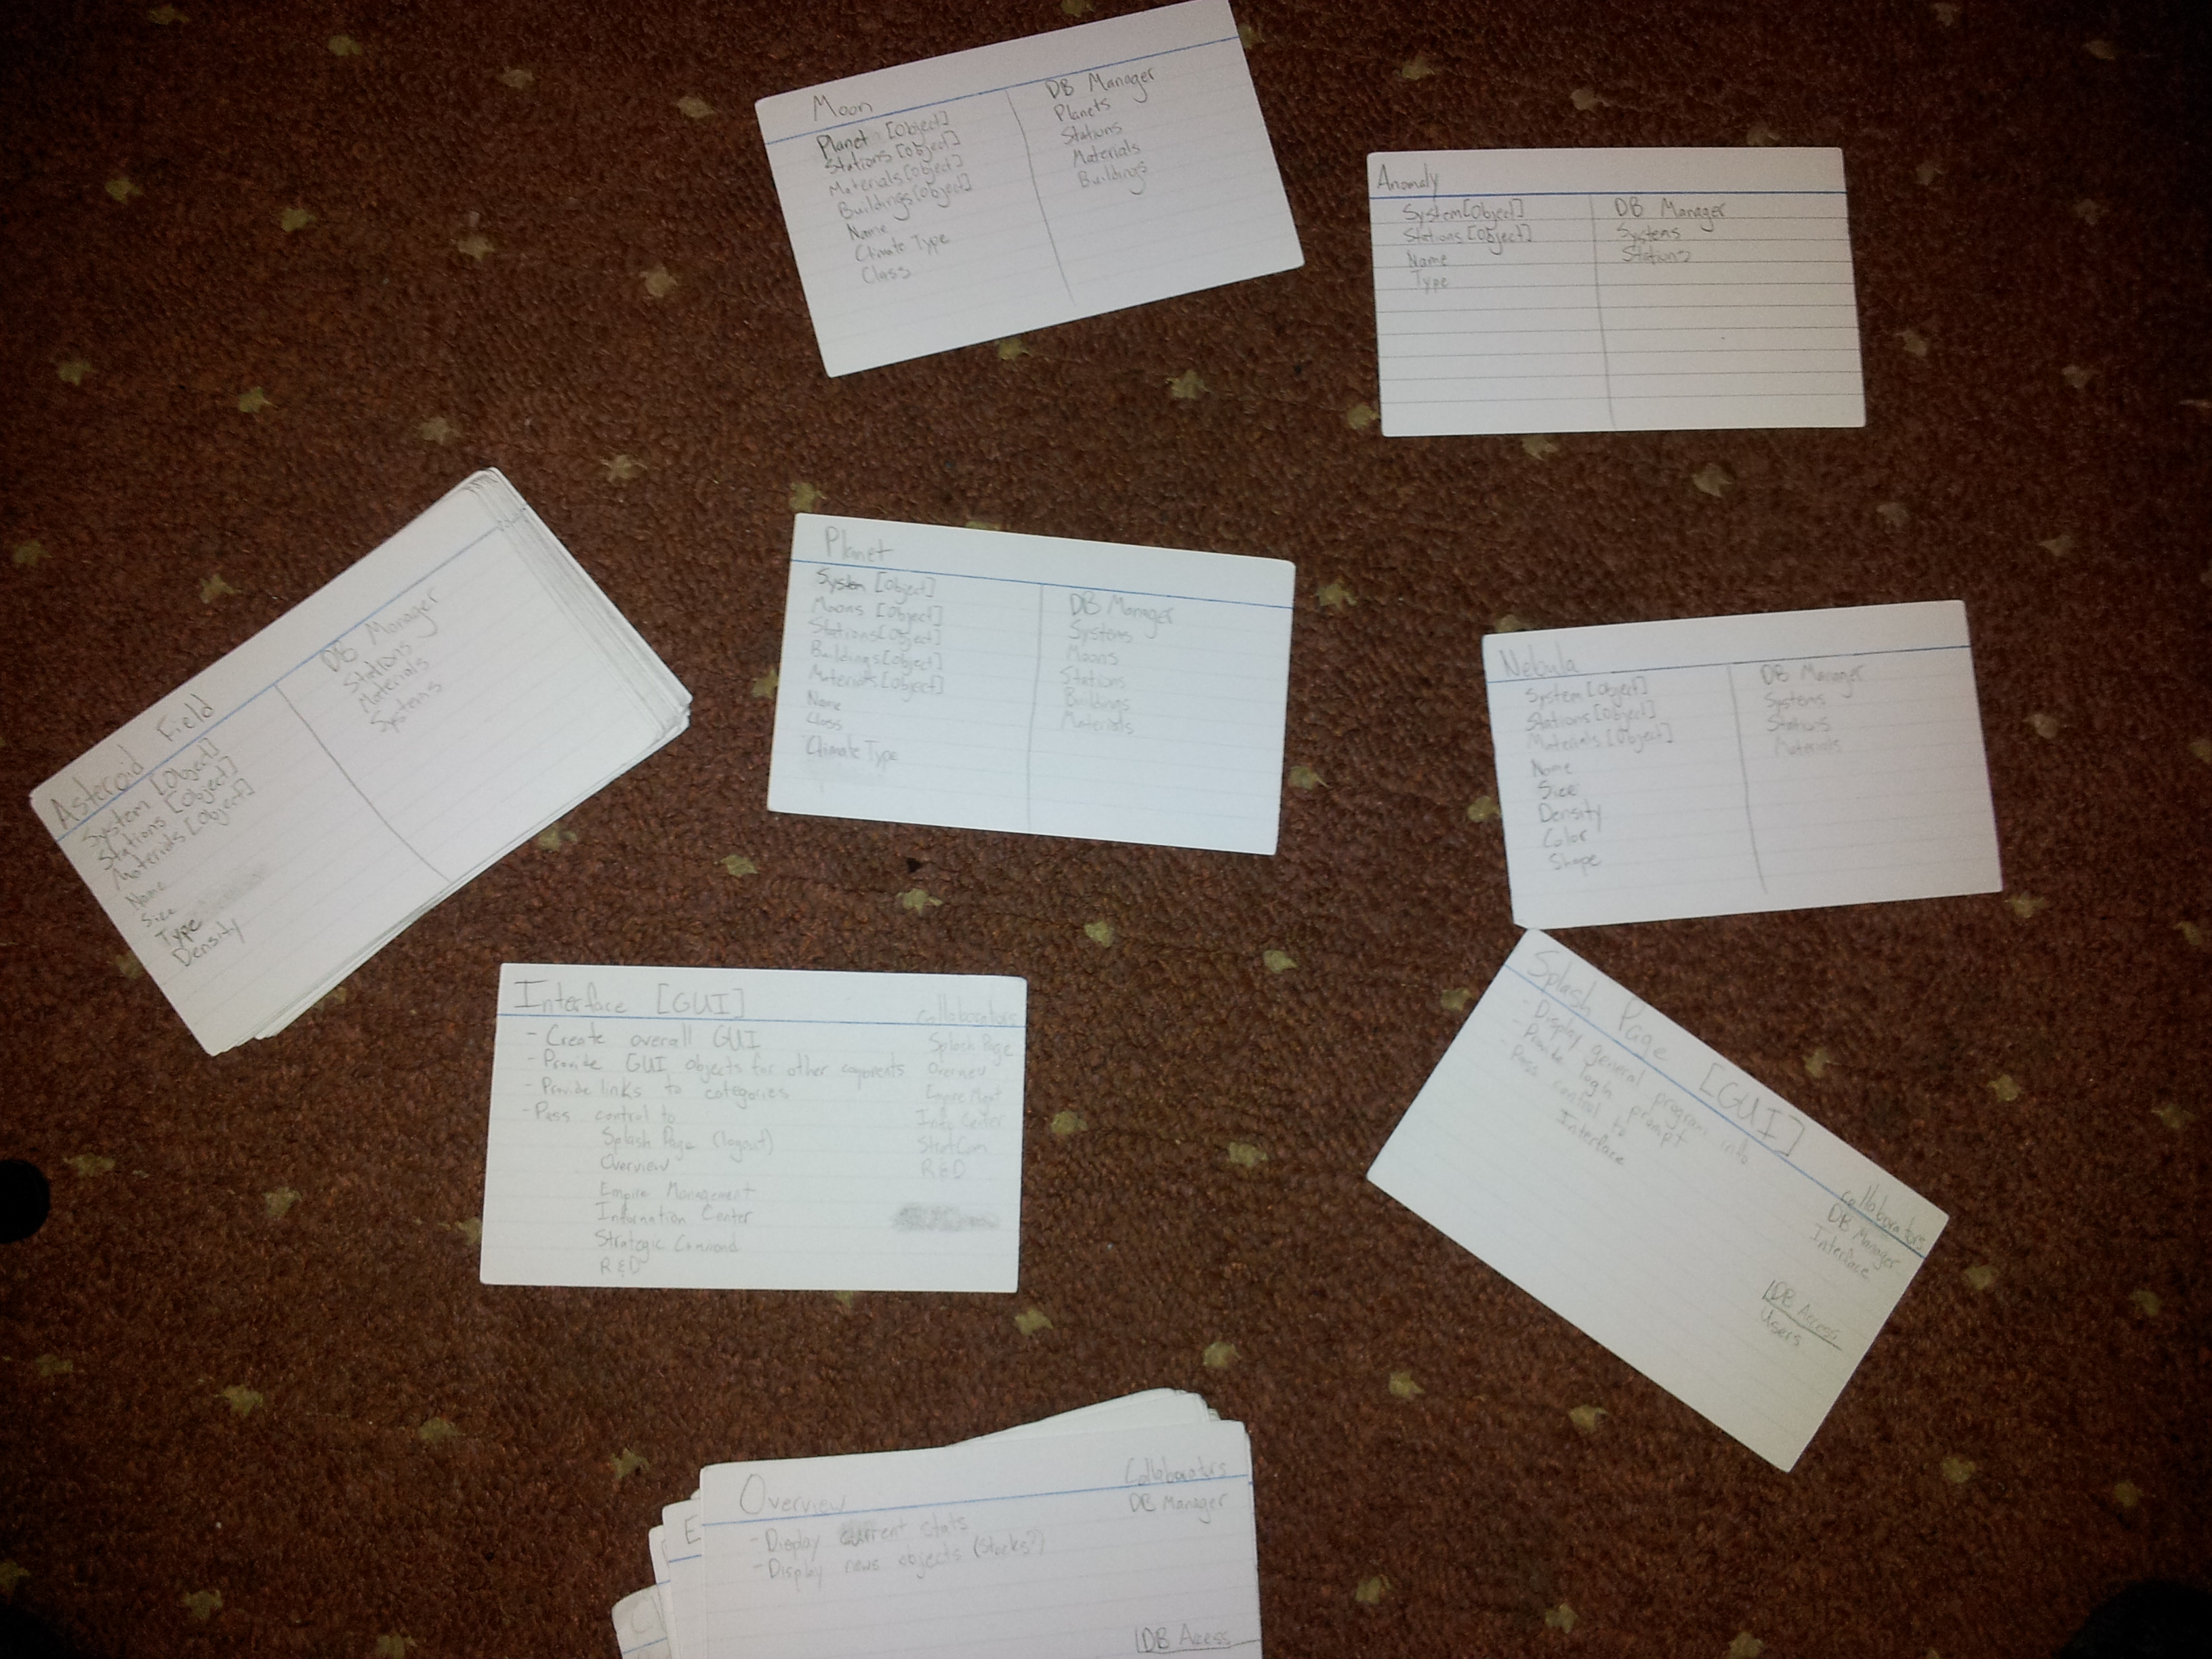 Overview
Collaborators
- Display current stats
- Display news objects (stocks?)
DB Manager
DB Access
E
Splash Page [GUI]
Collaborators
- Display general program info
- Provide login prompt
- Pass control to
Interface
DB Manager
Interface
DB Access
Users
Interface [GUI]
Collaborators
- Create overall GUI
- Provide GUI objects for other components
- Provide links to categories
- Pass control to
Splash Page (logout)
Overview
Empire Management
Information Center
Strategic Command
R&D
Splash Page
Overview
Empire Mgmt
Info Center
StratCom
R&D
Nebula
System [object]
Stations [object]
Materials [object]
Name
Size
Density
Color
Shape
DB Manager
Systems
Stations
Materials
Planet
System [object]
Moons [object]
Stations [object]
Buildings [object]
Materials [object]
Name
Class
Climate Type
DB Manager
Systems
Moons
Stations
Buildings
Materials
Asteroid Field
System [object]
Stations [object]
Materials [object]
Name
Size
Type
Density
DB Manager
Stations
Materials
Systems
Anomaly
System [object]
Stations [object]
Name
Type
DB Manager
Systems
Stations
Moon
Planet [object]
Stations [object]
Materials [object]
Buildings [object]
Name
Climate Type
Class
DB Manager
Planets
Stations
Materials
Buildings